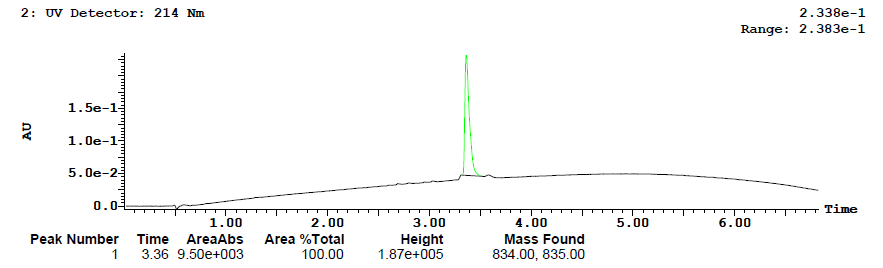 2: UV Detector: 214 Nm 2.338e-1
Range: 2.383e-1
AU
1.5e-1
1.0e-1
5.0e-2
0.0
1.00 2.00 3.00 4.00 5.00 6.00 Time
Peak Number Time AreaAbs Area %Total Height Mass Found
1 3.36 9.50e+003 100.00 1.87e+005 834.00, 835.00